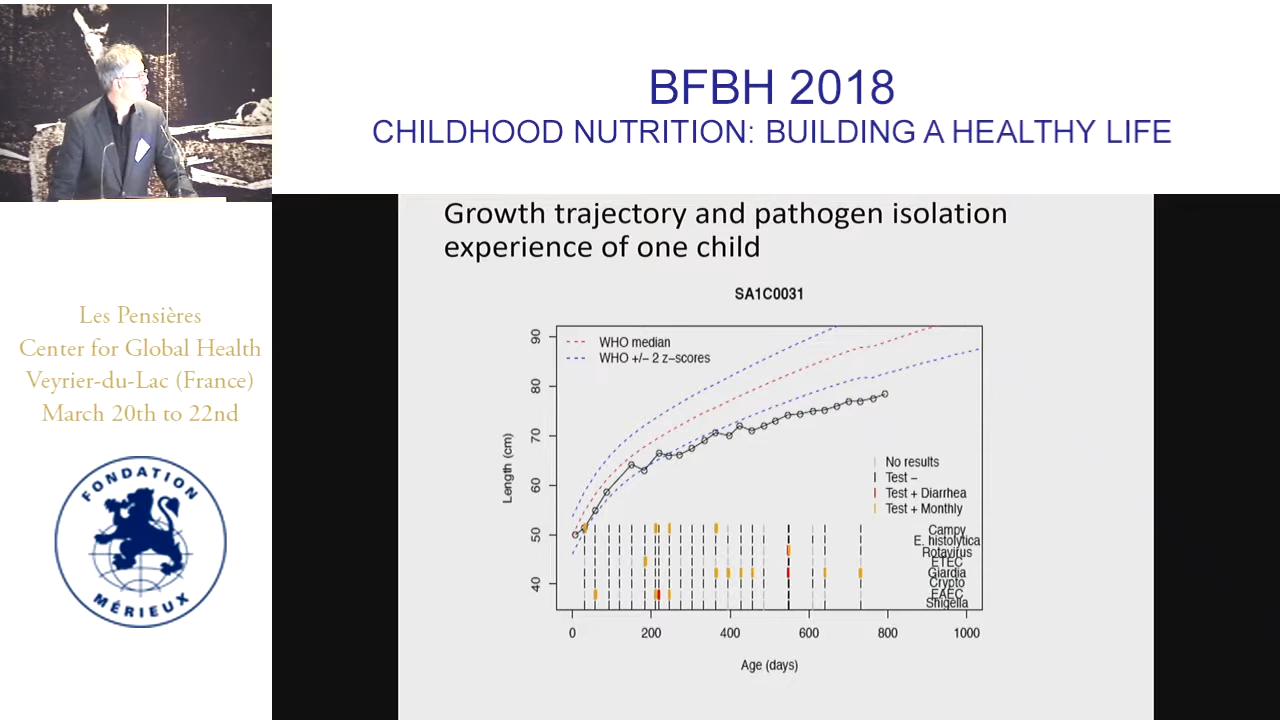 BFBH 2018
CHILDHOOD NUTRITION: BUILDING A HEALTHY LIFE
Les Pensières
Center for Global Health
Veyrier-du-Lac (France)
March 20th to 22nd
FONDATION
MÉRIEUX
Growth trajectory and pathogen isolation
experience of one child
SA1C0031
WHO median
WHO +/− 2 z−scores
Length (cm)
90
80
70
60
50
40
No results
Test −
Test + Diarrhea
Test + Monthly
Campy
E. histolytica
Rotavirus
ETEC
Giardia
Crypto
EAEC
Shigella
0 200 400 600 800 1000
Age (days)